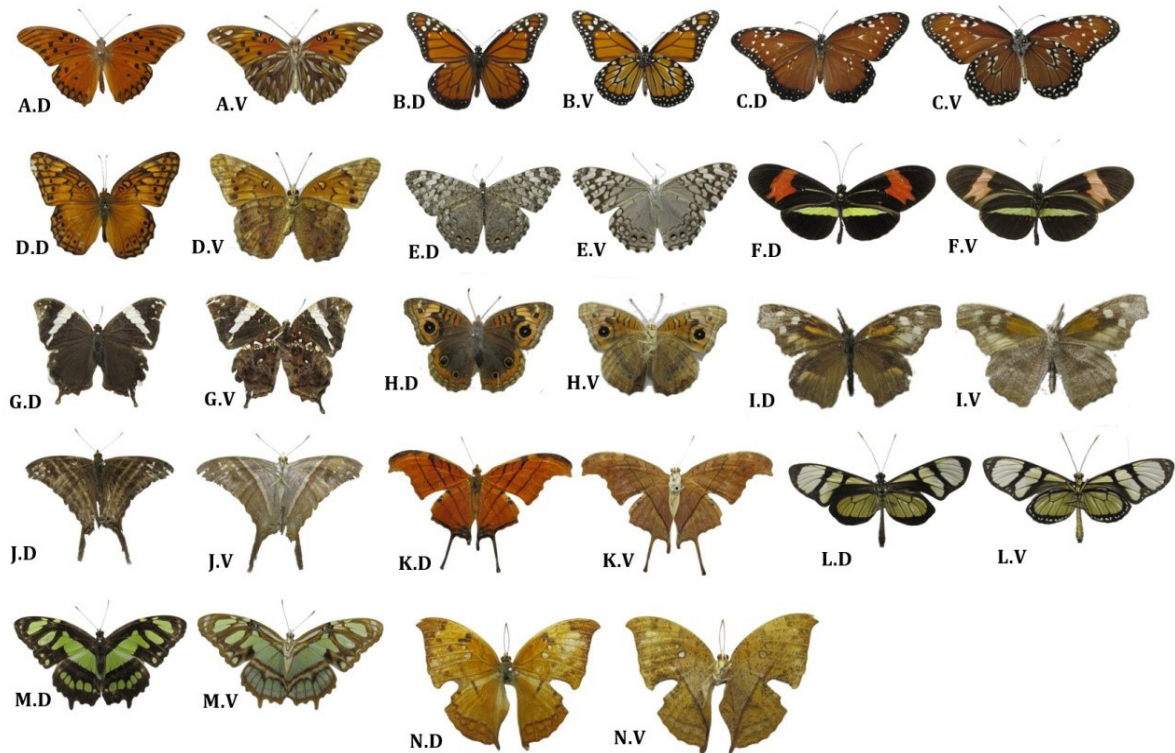 A.D A.V B.D B.V C.D C.V
D.D D.V E.D E.V F.D F.V
G.D G.V H.D H.V I.D I.V
J.D J.V K.D K.V L.D L.V
M.D M.V N.D N.V